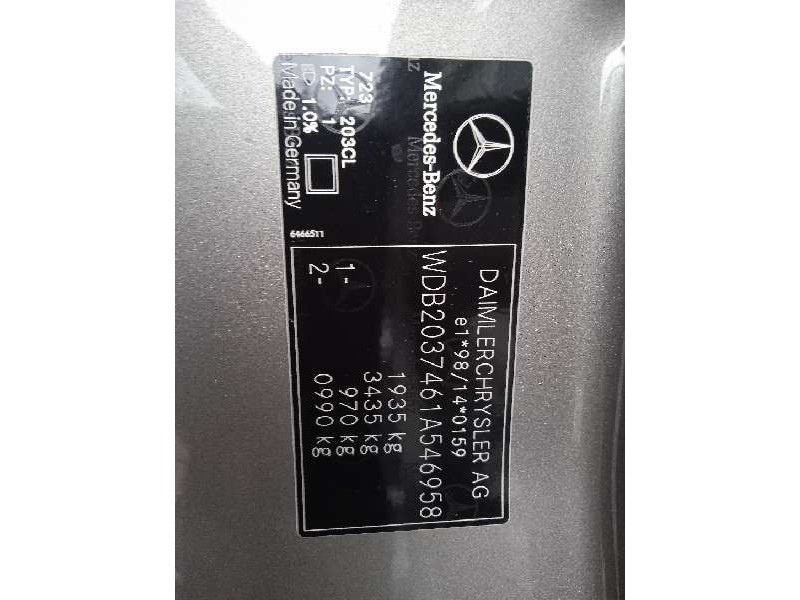 Mercedes-Benz
723
TYP: 203CL
PZ: 1
1.0%
Made in Germany
6466511
DAIMLERCHRYSLER AG
e1*98/14*0159
WDB2037461A546958
1935 kg
3435 kg
1- 970 kg
2- 0990 kg